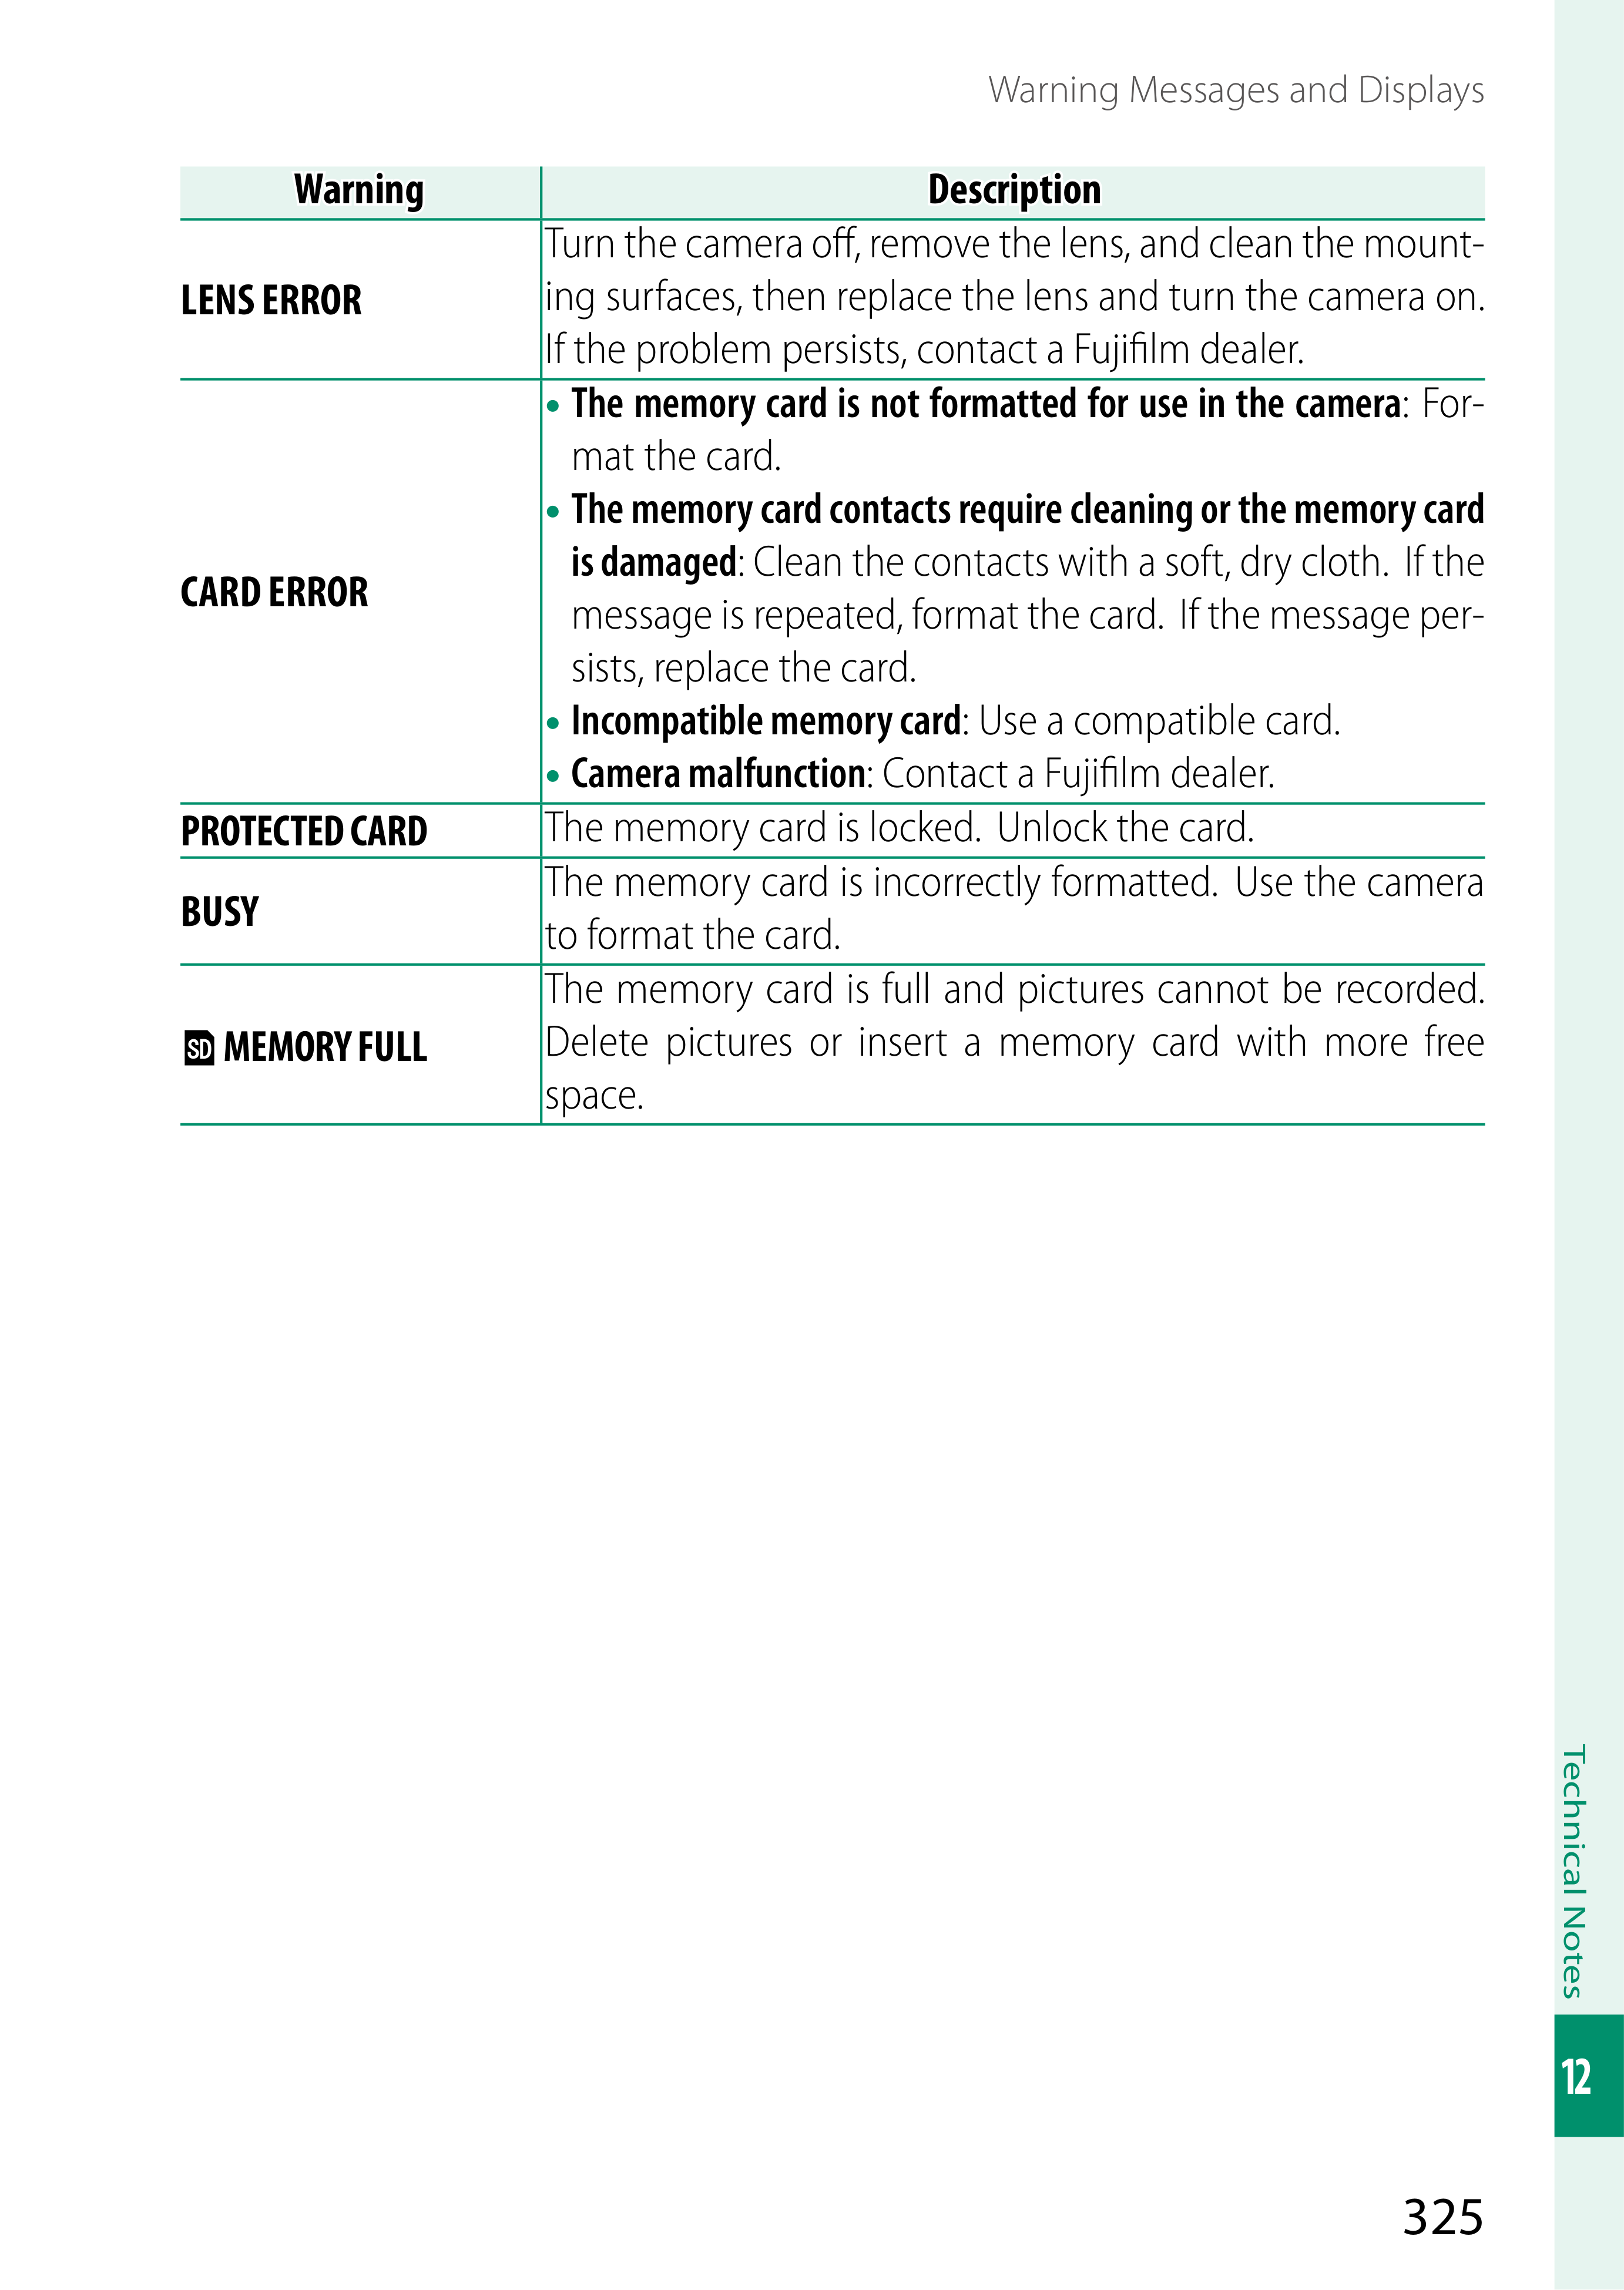 Warning Messages and Displays
Warning Description
LENS ERROR
Turn the camera off, remove the lens, and clean the mount-
ing surfaces, then replace the lens and turn the camera on.
If the problem persists, contact a Fujifilm dealer.
CARD ERROR
• The memory card is not formatted for use in the camera: For-
mat the card.
• The memory card contacts require cleaning or the memory card
is damaged: Clean the contacts with a soft, dry cloth. If the
message is repeated, format the card. If the message per-
sists, replace the card.
• Incompatible memory card: Use a compatible card.
• Camera malfunction: Contact a Fujifilm dealer.
PROTECTED CARD
The memory card is locked. Unlock the card.
BUSY
The memory card is incorrectly formatted. Use the camera
to format the card.
SD MEMORY FULL
The memory card is full and pictures cannot be recorded.
Delete pictures or insert a memory card with more free
space.
Technical Notes
12
325